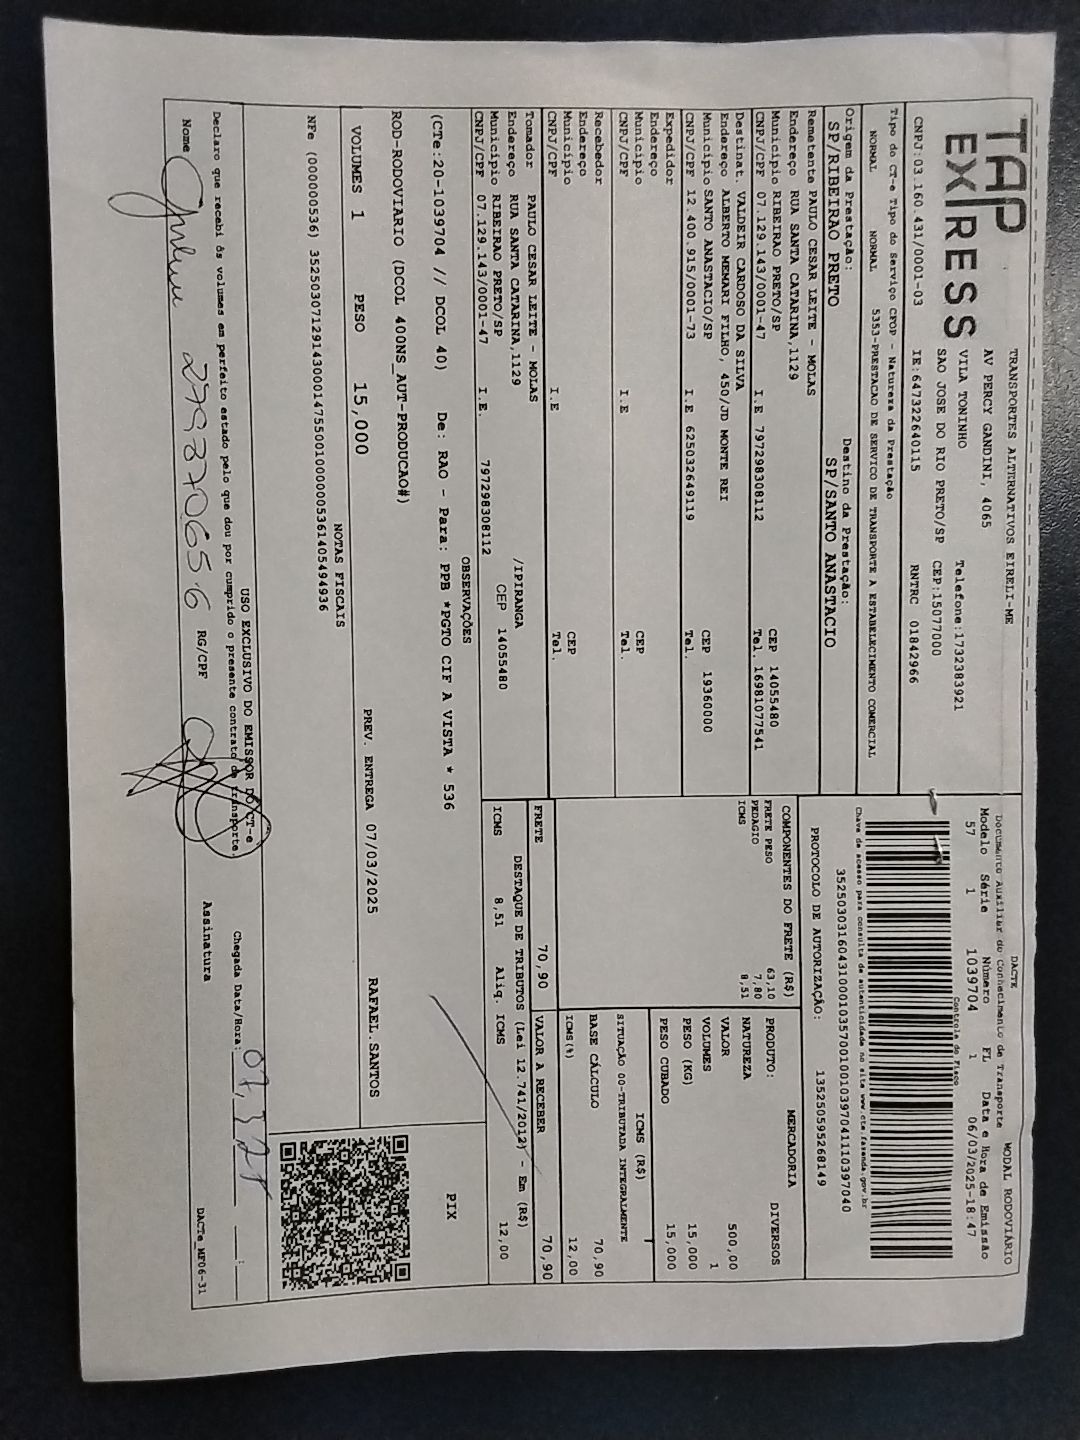 TAP EXPRESS
TRANSPORTES ALTERNATIVOS EIRELI-ME
AV PERCY GANDINI, 4065
VILA TONINHO Telefone:1732383921
SAO JOSE DO RIO PRETO/SP CEP:15077000
CNPJ:03.160.431/0001-03 IE:647322640115 RNTRC 01842966
DACTE MODAL RODOVIÁRIO
Documento Auxiliar do Conhecimento de Transporte
Modelo Série Número FL Data e Hora de Emissão
57 1 1039704 1 06/03/2025-18:47
Controle do Fisco
Chave de acesso para consulta de autenticidade no site www.cte.fazenda.gov.br
PROTOCOLO DE AUTORIZAÇÃO: 135250595268149
Tipo do CT-e Tipo do Serviço CFOP - Natureza da Prestação
NORMAL NORMAL 5353-PRESTACAO DE SERVICO DE TRANSPORTE A ESTABELECIMENTO COMERCIAL
Origem da Prestação: Destino da Prestação:
SP/RIBEIRAO PRETO SP/SANTO ANASTACIO
Remetente PAULO CESAR LEITE - MOLAS
Endereço RUA SANTA CATARINA,1129
Município RIBEIRAO PRETO/SP CEP 14055480
CNPJ/CPF 07.129.143/0001-47 I.E 797298308112 Tel. 16981077541
Destinat. VALDEIR CARDOSO DA SILVA
Endereço ALBERTO MEMARI FILHO, 450/JD MONTE REI
Município SANTO ANASTACIO/SP CEP 19360000
CNPJ/CPF 12.400.915/0001-73 I.E 625032649119 Tel.
Expedidor
Endereço
Município CEP
CNPJ/CPF I.E Tel.
Recebedor
Endereço
Município CEP
CNPJ/CPF I.E Tel.
Tomador PAULO CESAR LEITE - MOLAS
Endereço RUA SANTA CATARINA,1129 /IPIRANGA
Município RIBEIRAO PRETO/SP CEP 14055480
CNPJ/CPF 07.129.143/0001-47 I.E. 797298308112
COMPONENTES DO FRETE (R$)
FRETE PESO 63,10
PEDAGIO 7,80
ICMS 8,51
MERCADORIA
PRODUTO: DIVERSOS
NATUREZA
VALOR 500,00
VOLUMES 1
PESO (KG) 15,000
PESO CUBADO 15,000
ICMS (R$)
SITUAÇÃO 00-TRIBUTADA INTEGRALMENTE
BASE CÁLCULO 70,90
ICMS(%) 12,00
FRETE 70,90 VALOR A RECEBER 70,90
DESTAQUE DE TRIBUTOS (Lei 12.741/2012) - Em (R$)
ICMS 8,51 Aliq. ICMS 12,00
OBSERVAÇÕES
(CTe:20-1039704 // DCOL 40) De: RAO - Para: PPB *PGTO CIF A VISTA * 536
PIX
ROD-RODOVIARIO (DCOL 400NS_AUT-PRODUCAO#)
VOLUMES 1 PESO 15,000 PREV. ENTREGA 07/03/2025 RAFAEL.SANTOS
NOTAS FISCAIS
NFe (000000536) 35250307129143000147550010000005361405494936
USO EXCLUSIVO DO EMISSOR DO CT-e
Declaro que recebi os volumes em perfeito estado pelo que dou por cumprido o presente contrato de transporte.
Chegada Data/Hora:
Nome RG/CPF Assinatura
DACTe_MF06-31